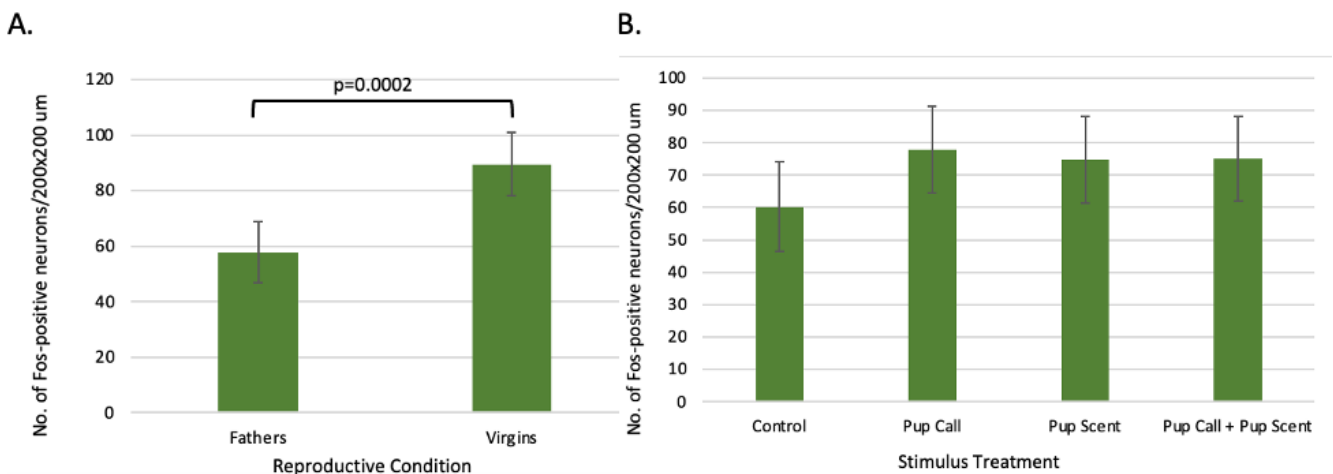 A.
No. of Fos-positive neurons/200x200 um
120
100
80
60
40
20
0
p=0.0002
Fathers
Virgins
Reproductive Condition
B.
No. of Fos-positive neurons/200x200 um
100
90
80
70
60
50
40
30
20
10
0
Control
Pup Call
Pup Scent
Pup Call + Pup Scent
Stimulus Treatment